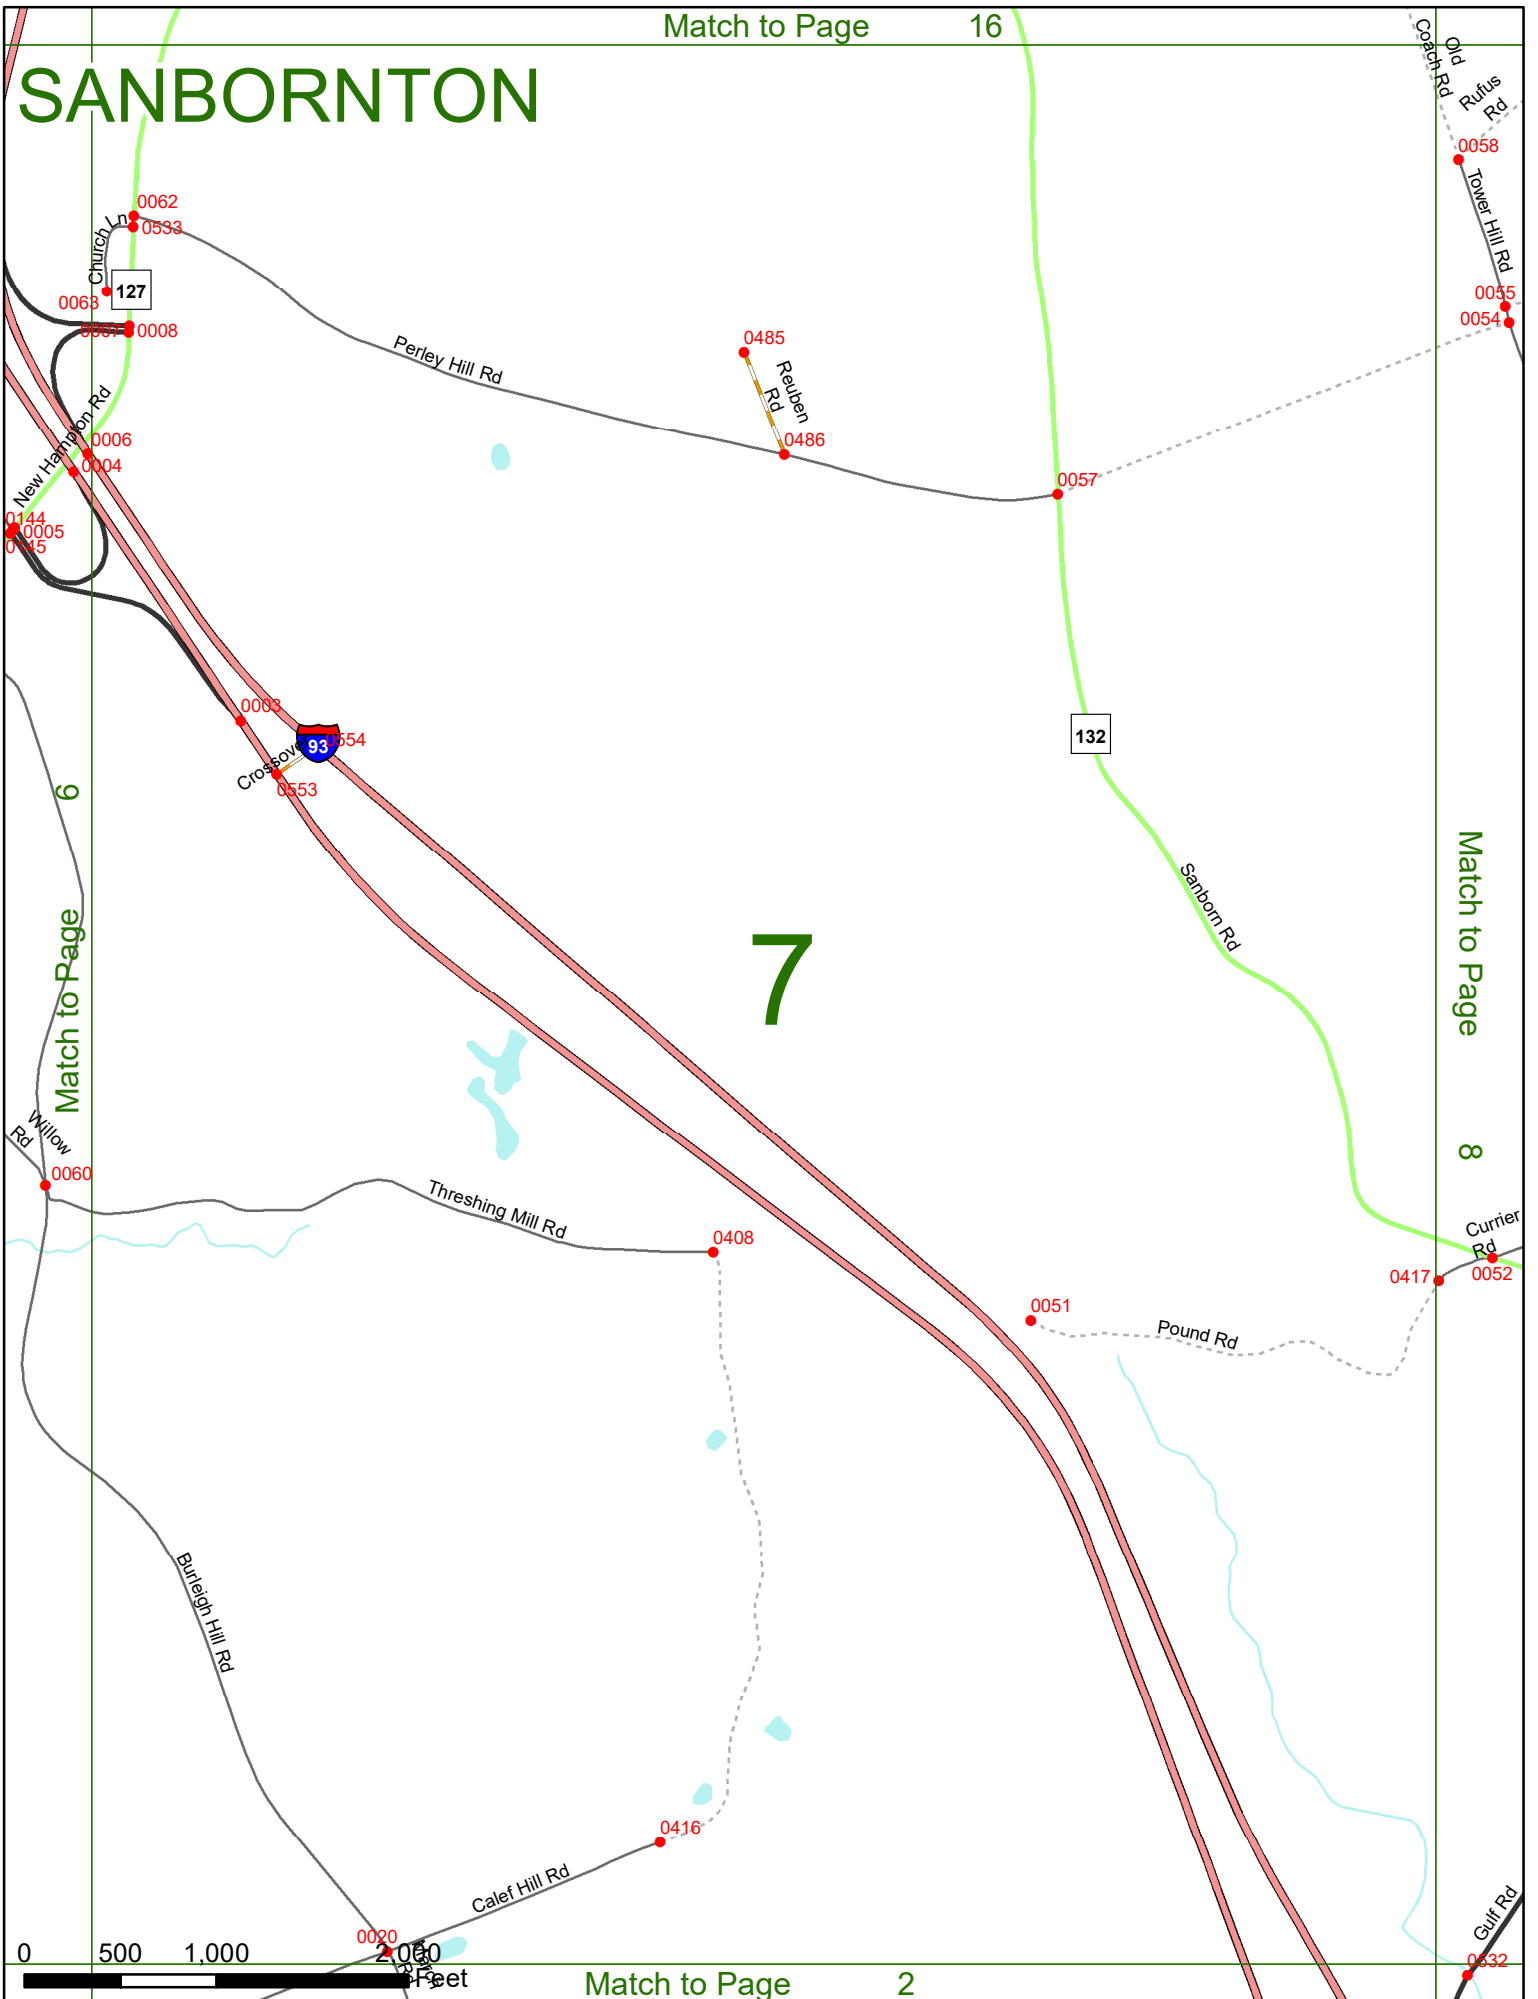 Match to Page 16
SANBORNTON
Old
Coach Rd
Rufus
Rd
0058
Tower Hill Rd
0062
0533
Church Ln
127
0063
0007
0008
0055
0054
Perley Hill Rd
0485
Reuben
Rd
0486
0057
New Hampton Rd
0006
0004
0144
0005
0145
0003
93
0554
Crossover
0553
132
6
Match to Page
Sanborn Rd
7
Match to Page
8
Willow
Rd
0060
Threshing Mill Rd
0408
Currier
Rd
0417
0052
0051
Pound Rd
Burleigh Hill Rd
0416
Calef Hill Rd
0020
Rd
Gulf Rd
0532
0 500 1,000 2,000
Feet
Match to Page 2